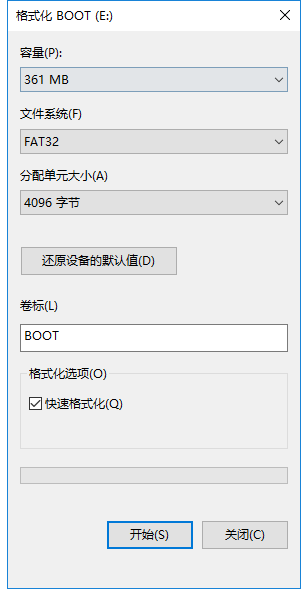 格式化 BOOT (E:)
容量(P):
361 MB
文件系统(F)
FAT32
分配单元大小(A)
4096 字节
还原设备的默认值(D)
卷标(L)
BOOT
格式化选项(O)
快速格式化(Q)
开始(S)
关闭(C)